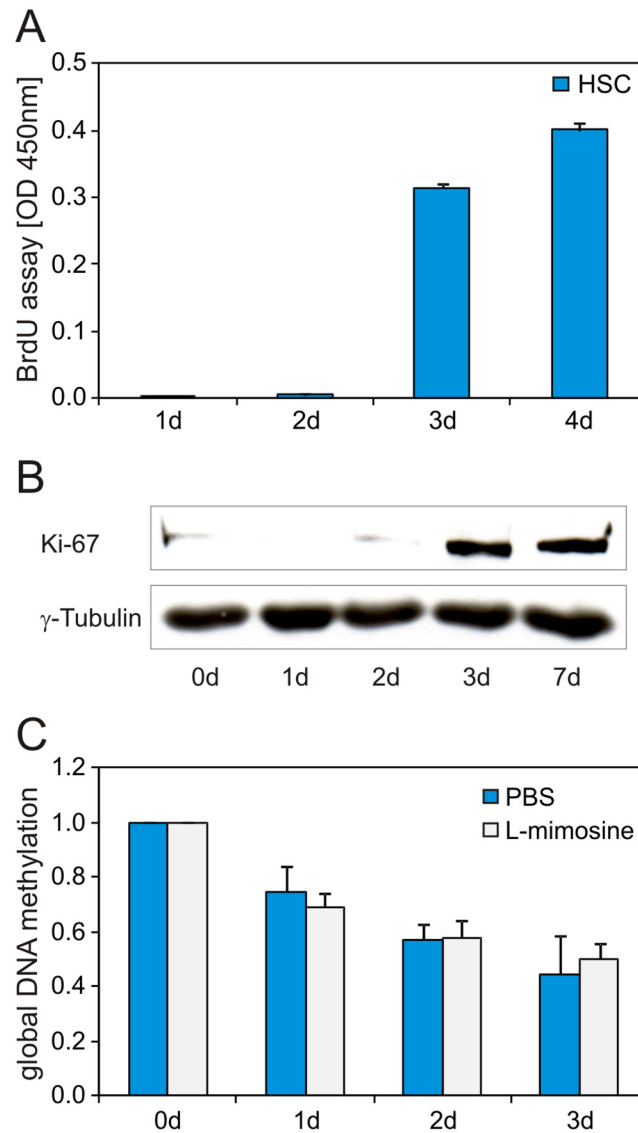 A
0.5
HSC
0.4
0.3
0.2
0.1
0.0
BrdU assay [OD 450nm]
1d 2d 3d 4d
B
Ki-67
γ-Tubulin
0d 1d 2d 3d 7d
C
1.2
PBS
L-mimosine
1.0
0.8
0.6
0.4
0.2
0.0
global DNA methylation
0d 1d 2d 3d